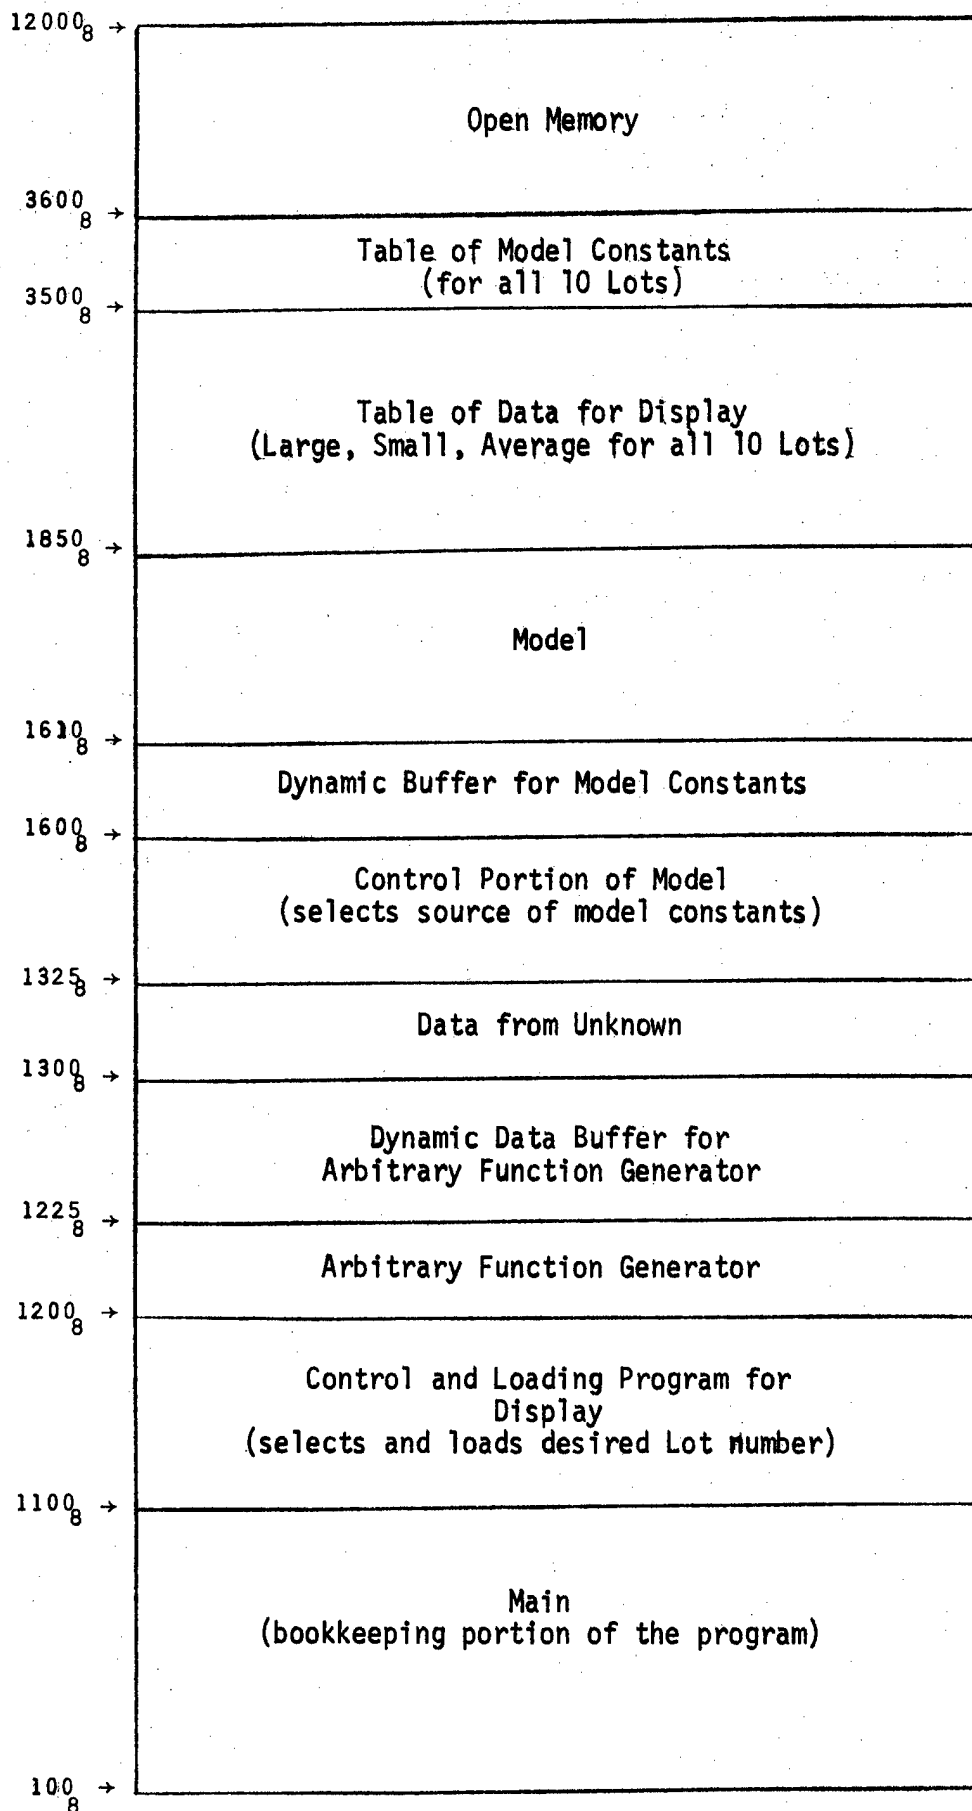 12000₈ →
Open Memory
3600₈ →
Table of Model Constants
(for all 10 Lots)
3500₈ →
Table of Data for Display
(Large, Small, Average for all 10 Lots)
1850₈ →
Model
1610₈ →
Dynamic Buffer for Model Constants
1600₈ →
Control Portion of Model
(selects source of model constants)
1325₈ →
Data from Unknown
1300₈ →
Dynamic Data Buffer for
Arbitrary Function Generator
1225₈ →
Arbitrary Function Generator
1200₈ →
Control and Loading Program for
Display
(selects and loads desired Lot number)
1100₈ →
Main
(bookkeeping portion of the program)
100₈ →